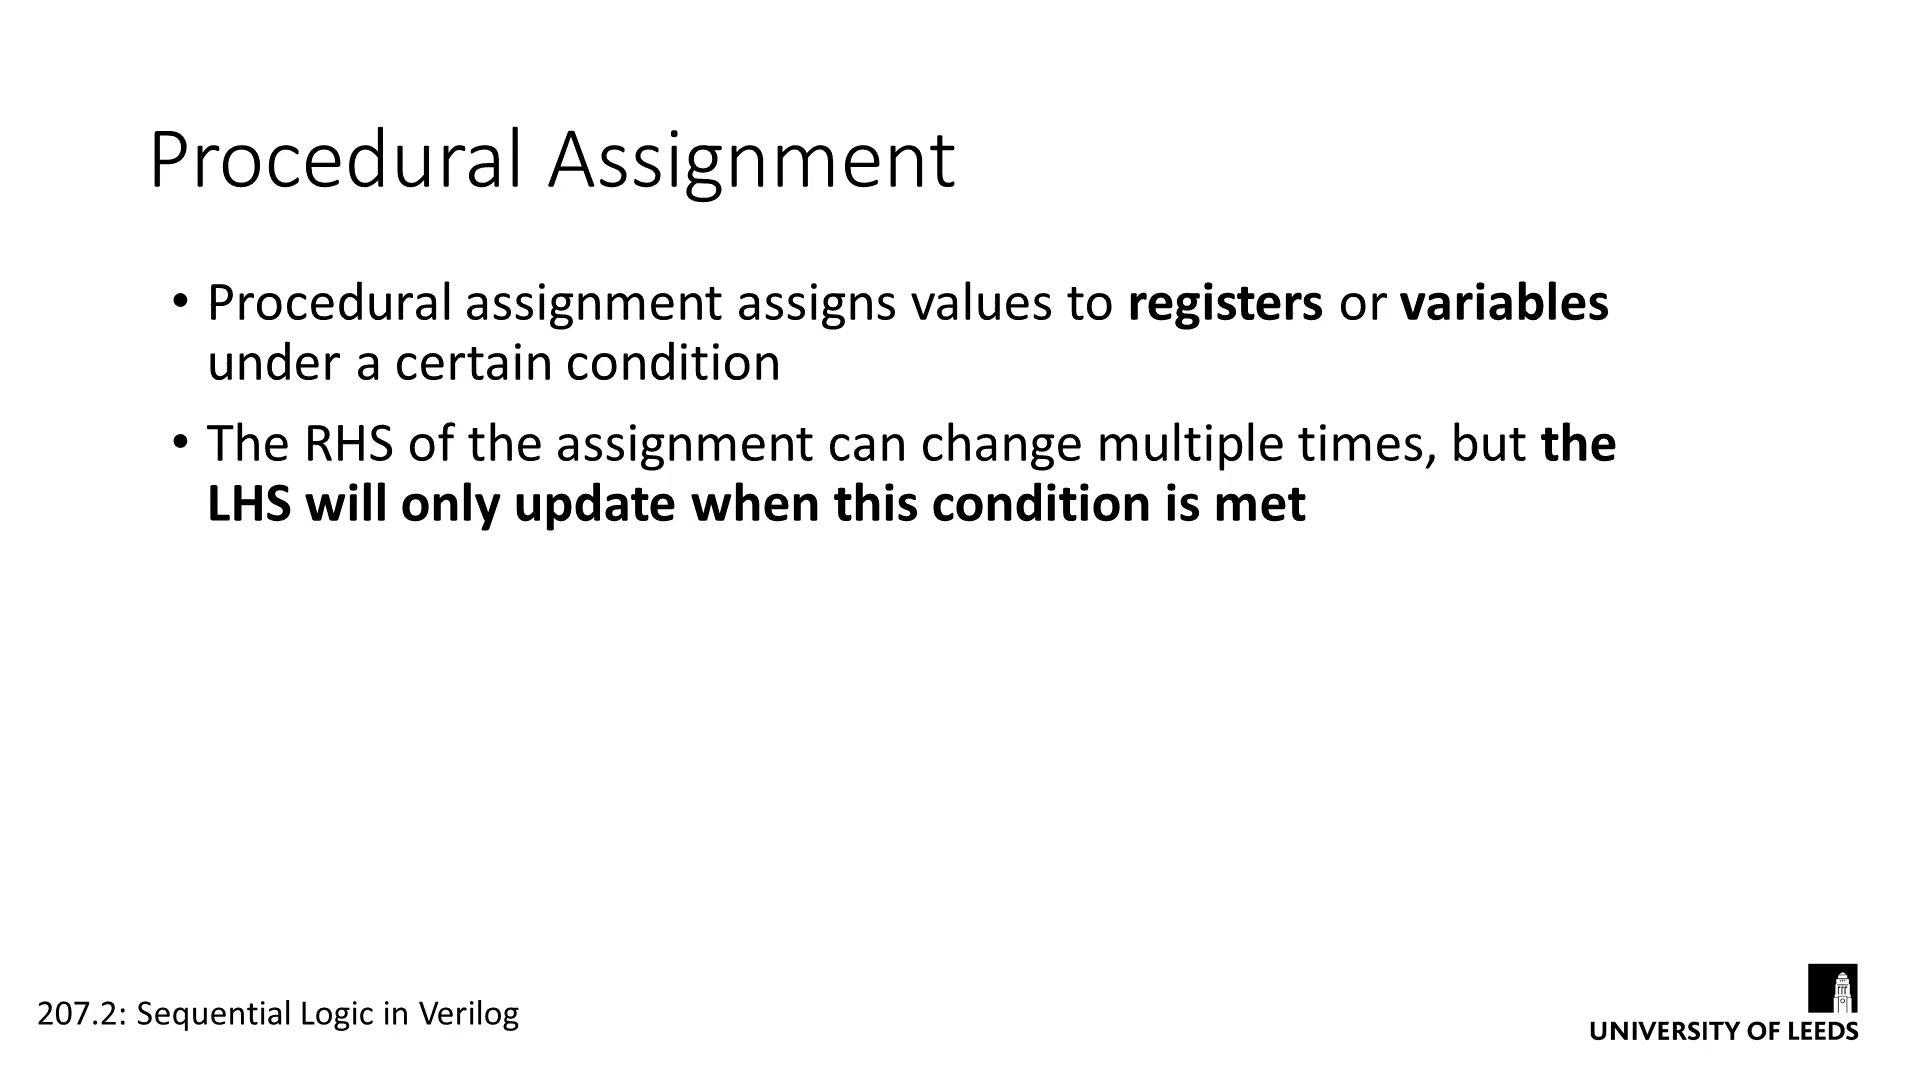 Procedural Assignment
• Procedural assignment assigns values to registers or variables
under a certain condition
• The RHS of the assignment can change multiple times, but the
LHS will only update when this condition is met
207.2: Sequential Logic in Verilog
UNIVERSITY OF LEEDS